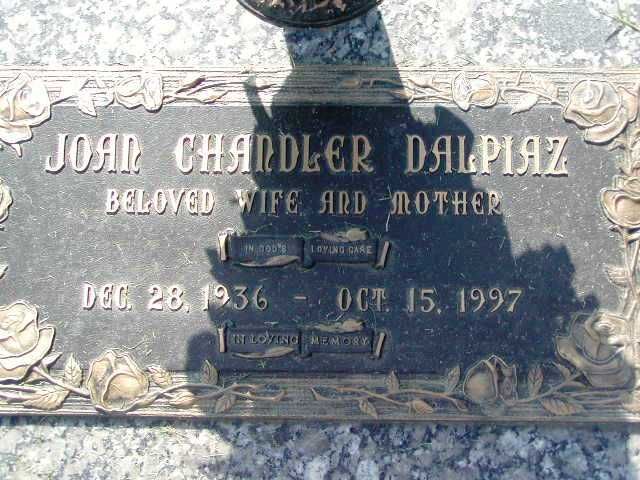 JOAN CHANDLER DALPIAZ
BELOVED WIFE AND MOTHER
IN GOD'S LOVING CARE
DEC. 28, 1936 - OCT. 15, 1997
IN LOVING MEMORY